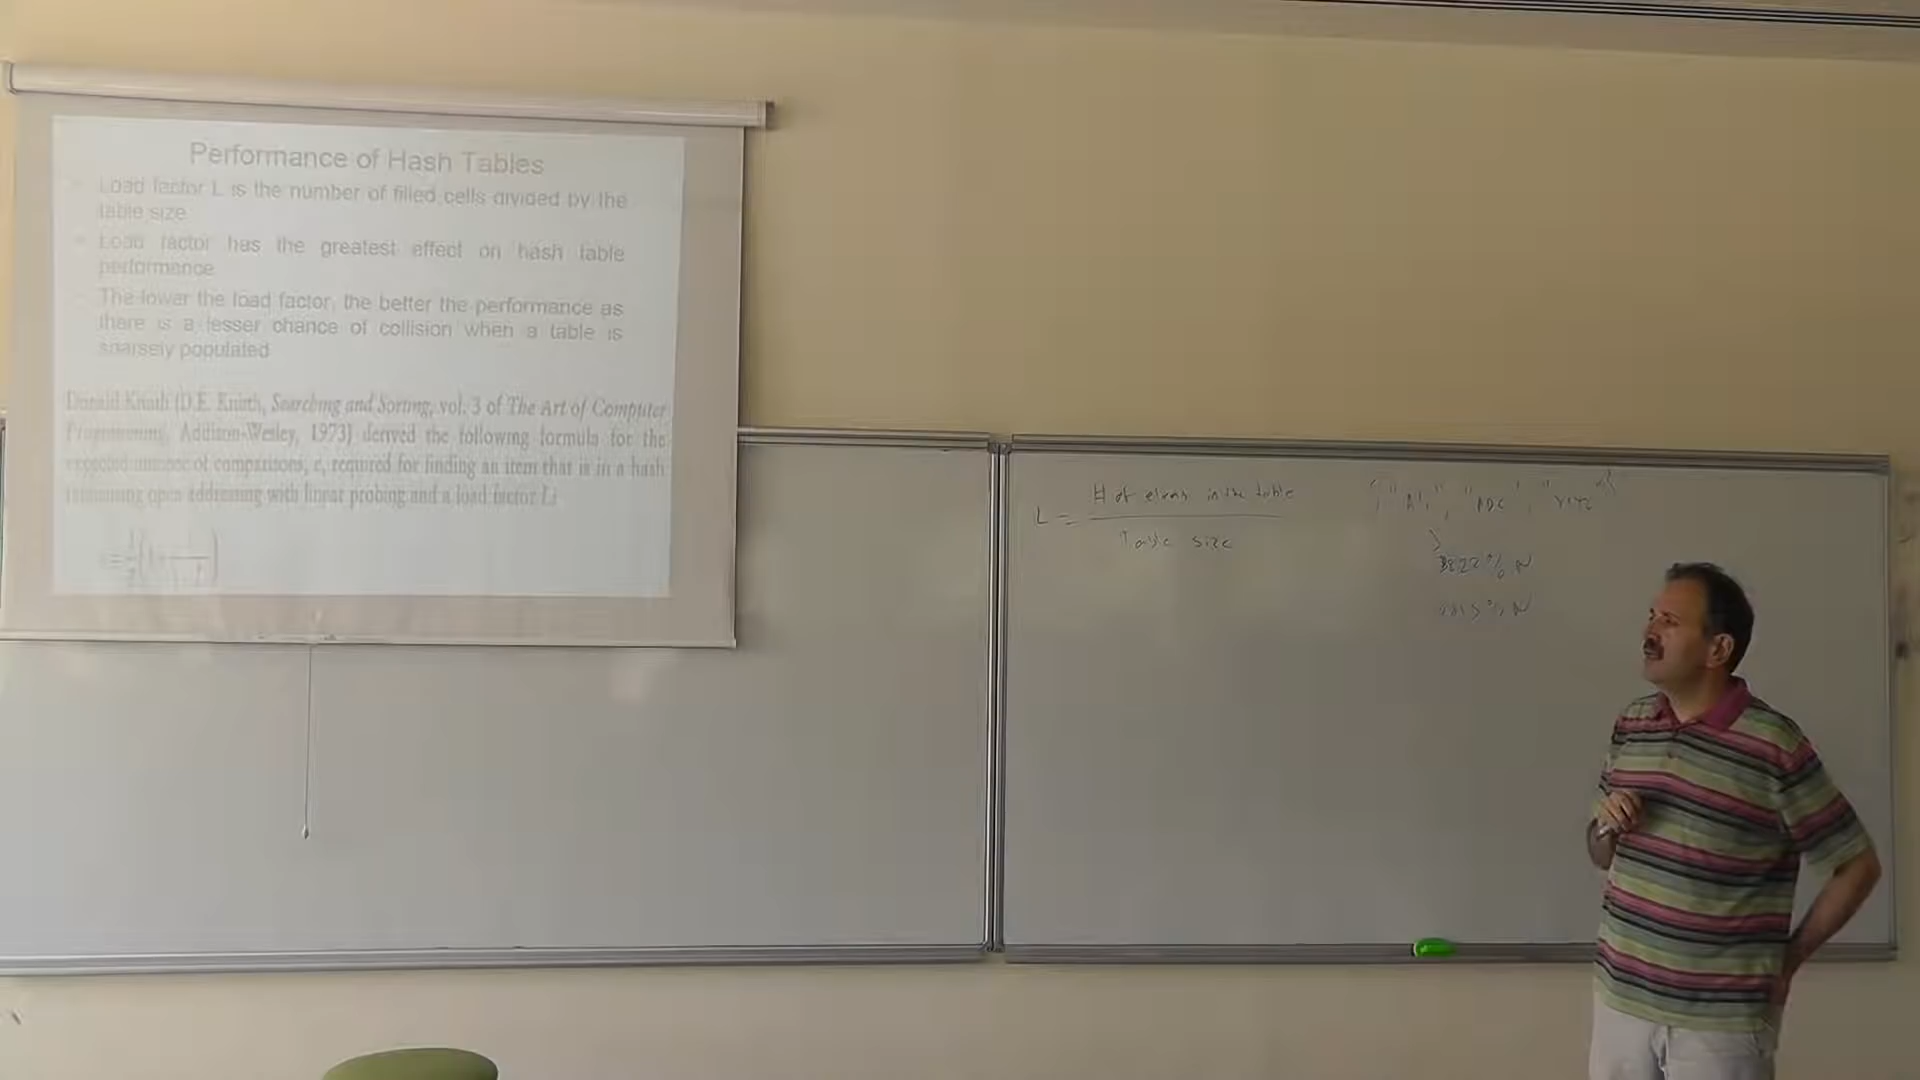 Performance of Hash Tables
Load factor L is the number of filled cells divided by the
table size
Load factor has the greatest effect on hash table
performance
The lower the load factor, the better the performance as
there is a lesser chance of collision when a table is
sparsely populated
Donald Knuth (D.E. Knuth, Searching and Sorting, vol. 3 of The Art of Computer
Programming, Addison-Wesley, 1973) derived the following formula for the
expected number of comparisons, c, required for finding an item that is in a hash
open addressing with linear probing and a load factor L:
L = # of elems in the table
Table size
% N
% N